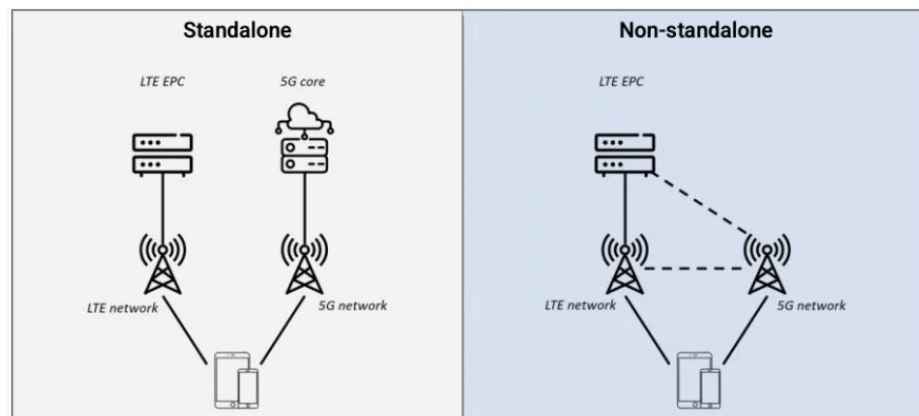 Standalone
LTE EPC
5G core
LTE network
5G network
Non-standalone
LTE EPC
LTE network
5G network